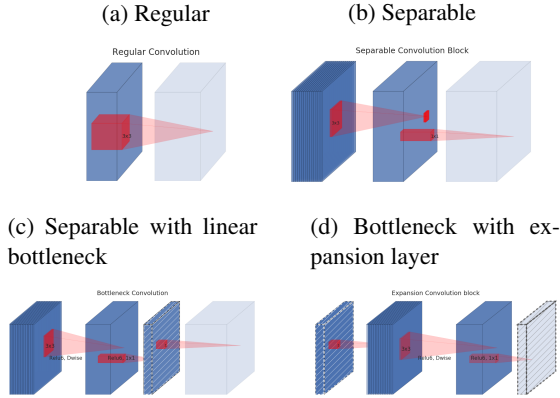 (a) Regular
(b) Separable
Regular Convolution
Separable Convolution Block
3x3
3x3
1x1
(c) Separable with linear
bottleneck
(d) Bottleneck with ex-
pansion layer
Bottleneck Convolution
Expansion Convolution block
3x3
Relu6, Dwise
Relu6, 1x1
3x3
Relu6, Dwise
Relu6, 1x1